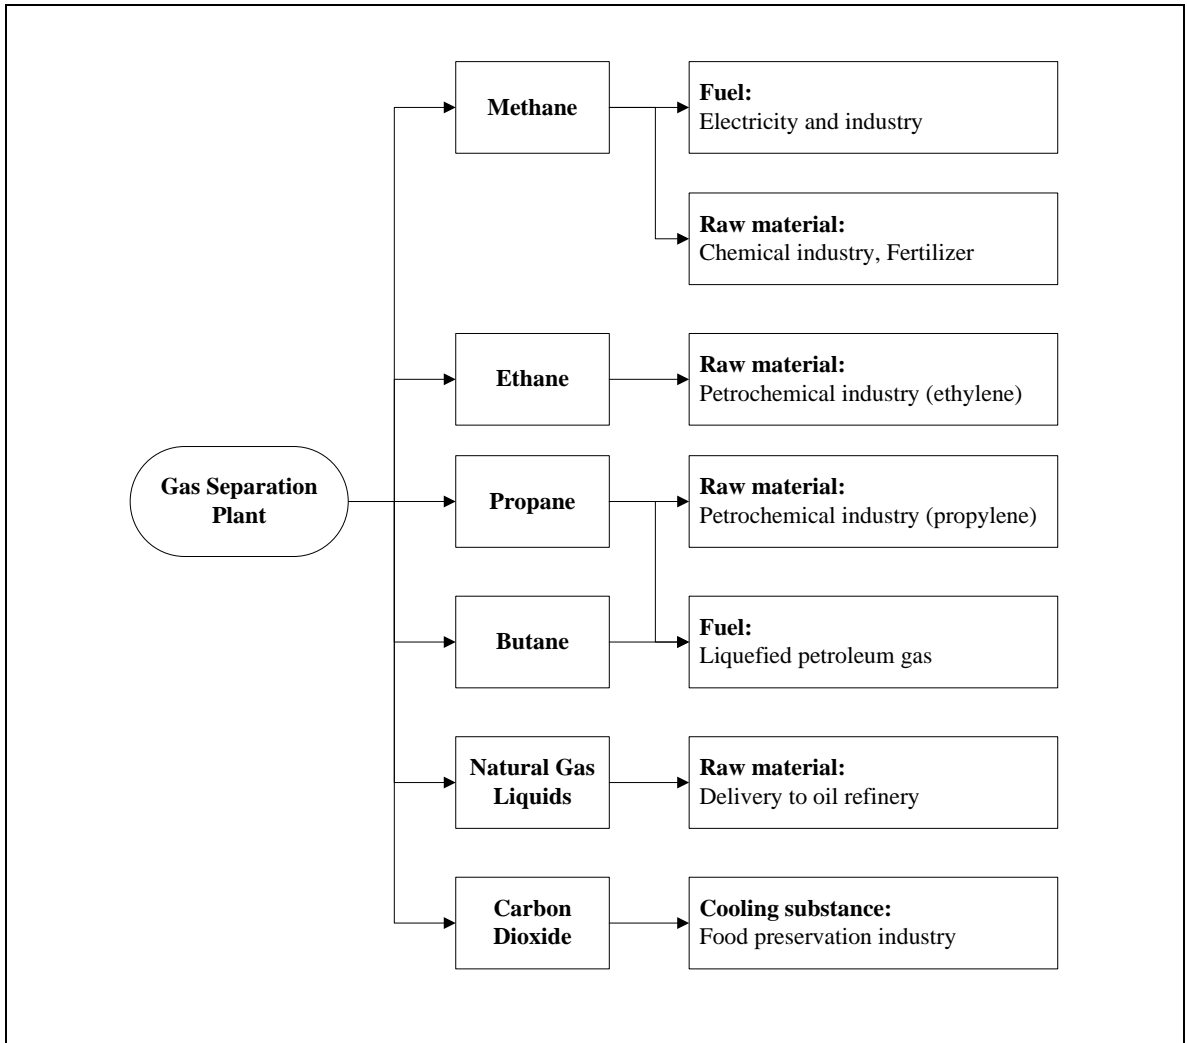 Methane
Fuel:
Electricity and industry
Raw material:
Chemical industry, Fertilizer
Ethane
Raw material:
Petrochemical industry (ethylene)
Gas Separation
Plant
Propane
Raw material:
Petrochemical industry (propylene)
Butane
Fuel:
Liquefied petroleum gas
Natural Gas
Liquids
Raw material:
Delivery to oil refinery
Carbon
Dioxide
Cooling substance:
Food preservation industry